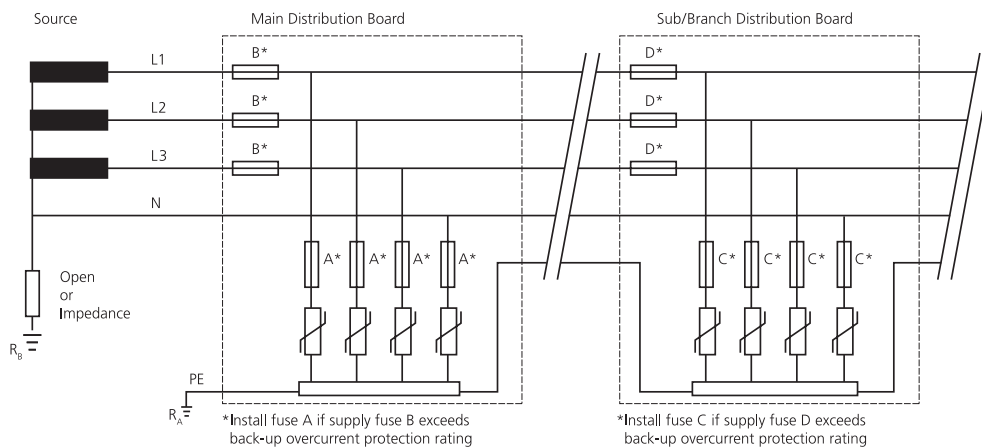 Source
Main Distribution Board
Sub/Branch Distribution Board
L1
B*
D*
L2
B*
D*
L3
B*
D*
N
A*
A*
A*
A*
C*
C*
C*
C*
Open
or
Impedance
RB
PE
RA
*Install fuse A if supply fuse B exceeds
back-up overcurrent protection rating
*Install fuse C if supply fuse D exceeds
back-up overcurrent protection rating